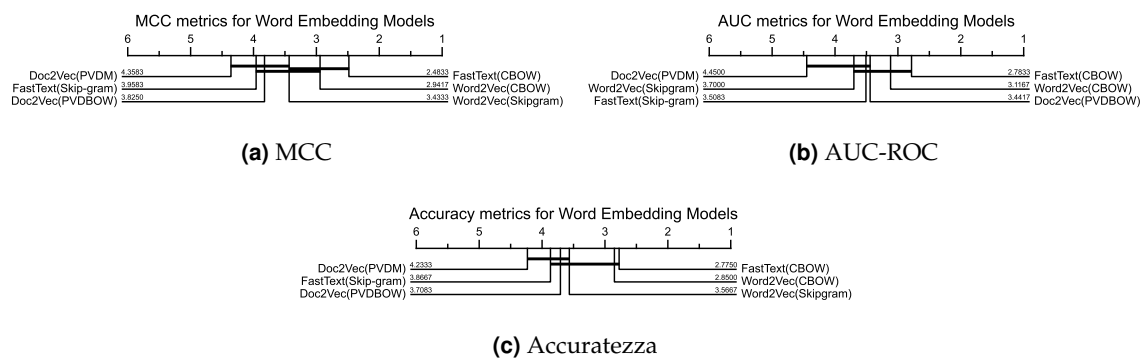 MCC metrics for Word Embedding Models
6 5 4 3 2 1
Doc2Vec(PVDM) 4.3583 2.4833 FastText(CBOW)
FastText(Skip-gram) 3.9583 2.9417 Word2Vec(CBOW)
Doc2Vec(PVDBOW) 3.8250 3.4333 Word2Vec(Skipgram)
(a) MCC
AUC metrics for Word Embedding Models
6 5 4 3 2 1
Doc2Vec(PVDM) 4.4500 2.7833 FastText(CBOW)
Word2Vec(Skipgram) 3.7000 3.1167 Word2Vec(CBOW)
FastText(Skip-gram) 3.5083 3.4417 Doc2Vec(PVDBOW)
(b) AUC-ROC
Accuracy metrics for Word Embedding Models
6 5 4 3 2 1
Doc2Vec(PVDM) 4.2333 2.7750 FastText(CBOW)
FastText(Skip-gram) 3.8667 2.8500 Word2Vec(CBOW)
Doc2Vec(PVDBOW) 3.7083 3.5667 Word2Vec(Skipgram)
(c) Accuratezza